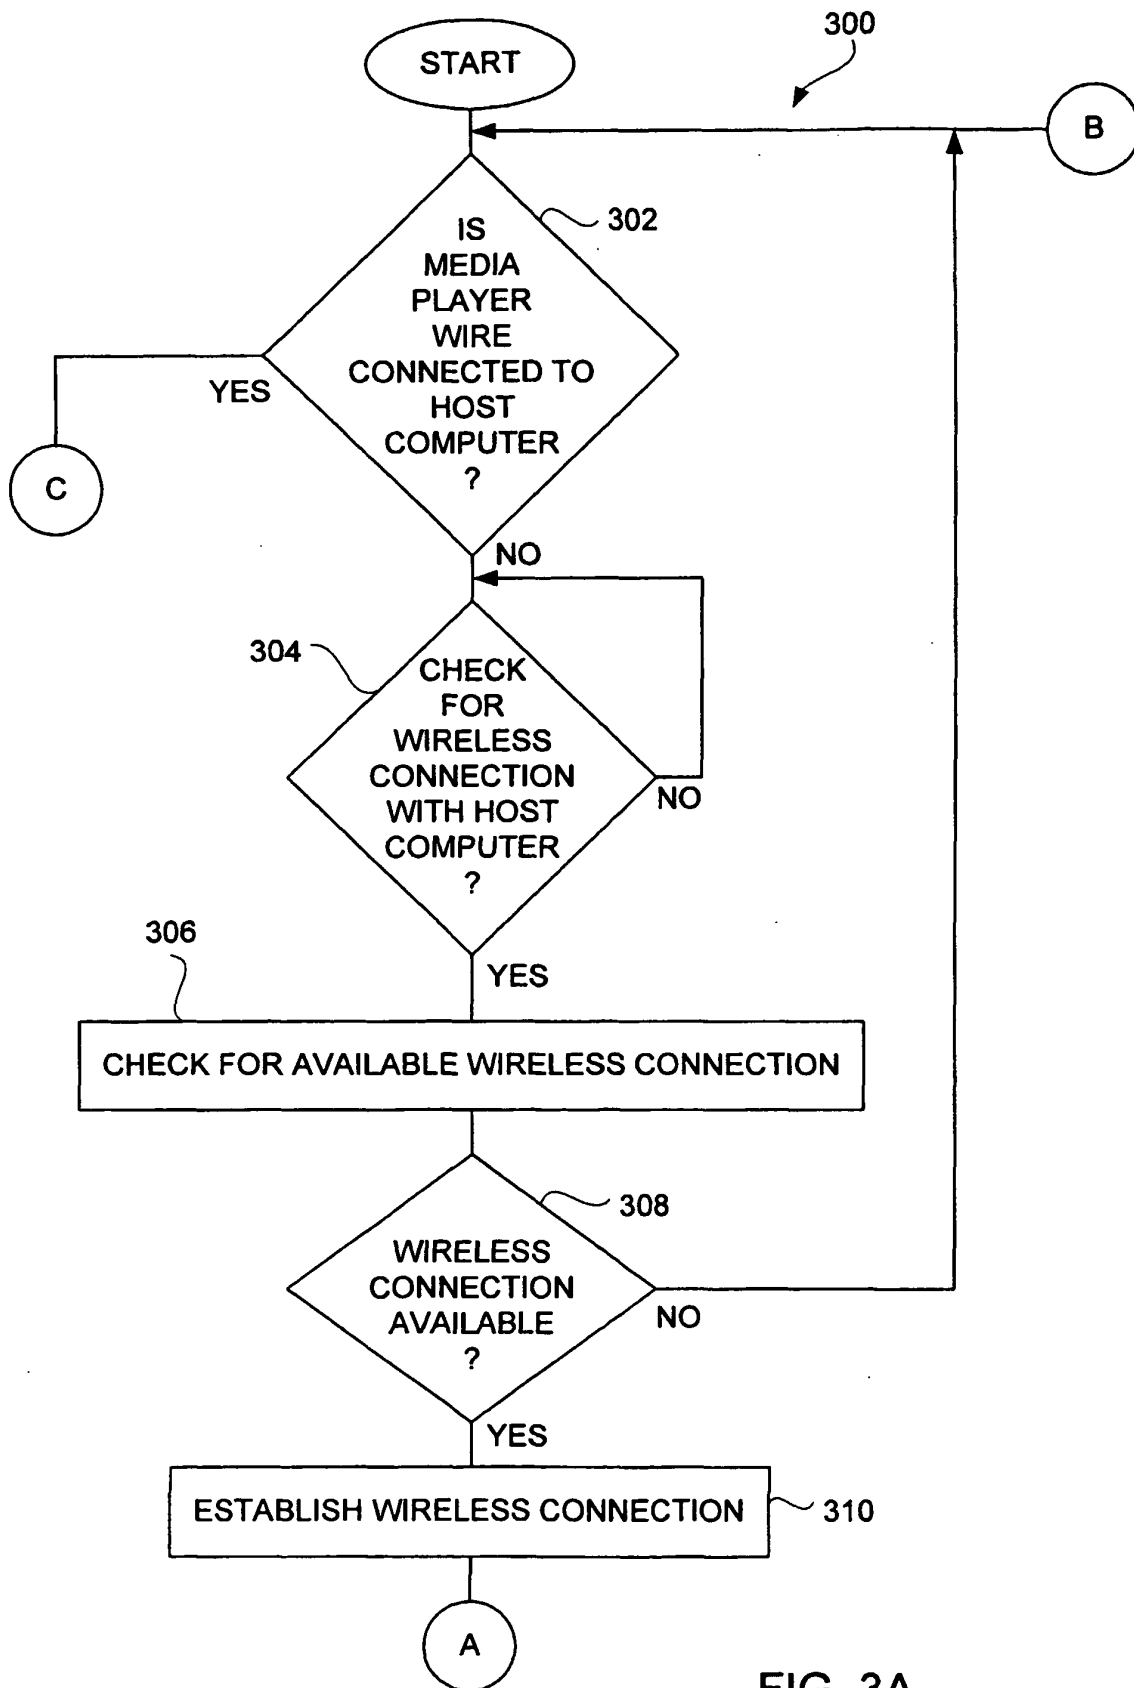 START
300
B
302
IS
MEDIA
PLAYER
WIRE
CONNECTED TO
HOST
COMPUTER
?
YES
C
NO
304
CHECK
FOR
WIRELESS
CONNECTION
WITH HOST
COMPUTER
?
NO
YES
306
CHECK FOR AVAILABLE WIRELESS CONNECTION
308
WIRELESS
CONNECTION
AVAILABLE
?
NO
YES
ESTABLISH WIRELESS CONNECTION
310
A
FIG. 3A